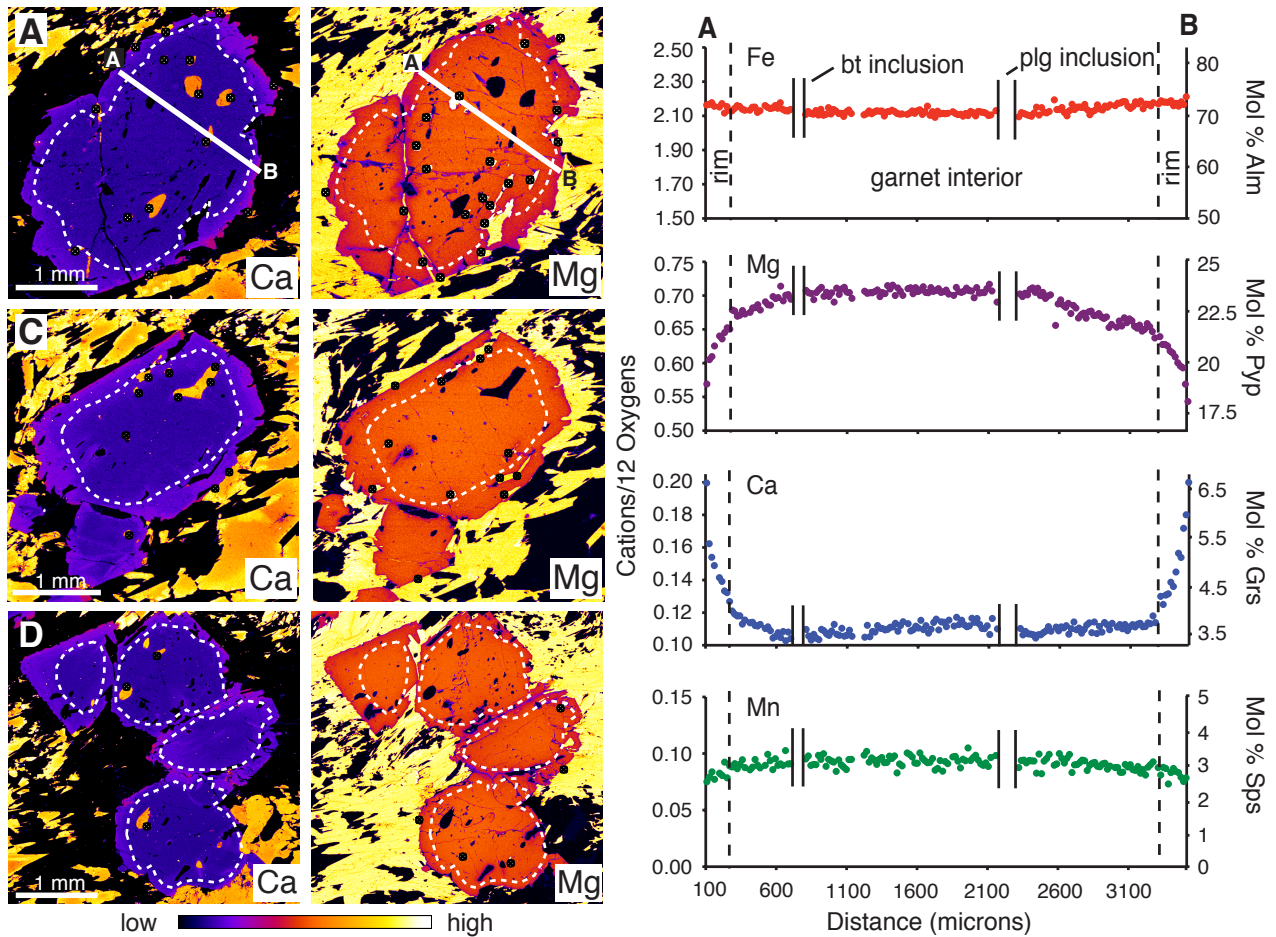 A
A
B
1 mm
Ca
A
B
Mg
C
1 mm
Ca
Mg
D
1 mm
Ca
Mg
low
high
A
B
Cations/12 Oxygens
2.50
2.30
2.10
1.90
1.70
1.50
Fe
bt inclusion
plg inclusion
rim
garnet interior
rim
80
70
60
50
Mol % Alm
0.75
0.70
0.65
0.60
0.55
0.50
Mg
25
22.5
20
17.5
Mol % Pyp
0.20
0.18
0.16
0.14
0.12
0.10
Ca
6.5
5.5
4.5
3.5
Mol % Grs
0.15
0.10
0.05
0.00
Mn
5
4
3
2
1
0
Mol % Sps
100 600 1100 1600 2100 2600 3100
Distance (microns)